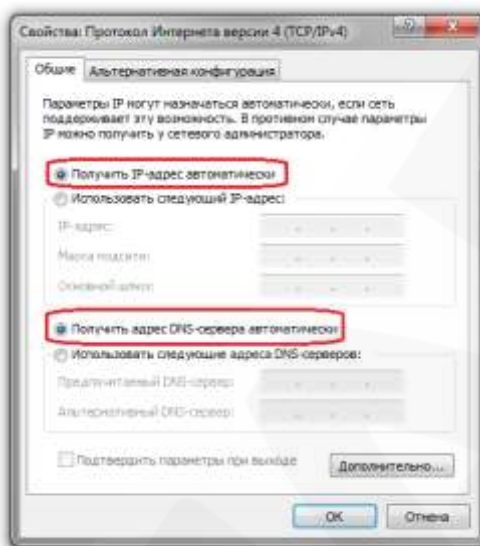 Свойства: Протокол Интернета версии 4 (TCP/IPv4)
Общие Альтернативная конфигурация
Параметры IP могут назначаться автоматически, если сеть
поддерживает эту возможность. В противном случае параметры
IP можно получить у сетевого администратора.
Получить IP-адрес автоматически
Использовать следующий IP-адрес:
IP-адрес:
Маска подсети:
Основной шлюз:
Получить адрес DNS-сервера автоматически
Использовать следующие адреса DNS-серверов:
Предпочитаемый DNS-сервер:
Альтернативный DNS-сервер:
Подтвердить параметры при выходе
Дополнительно...
OK Отмена